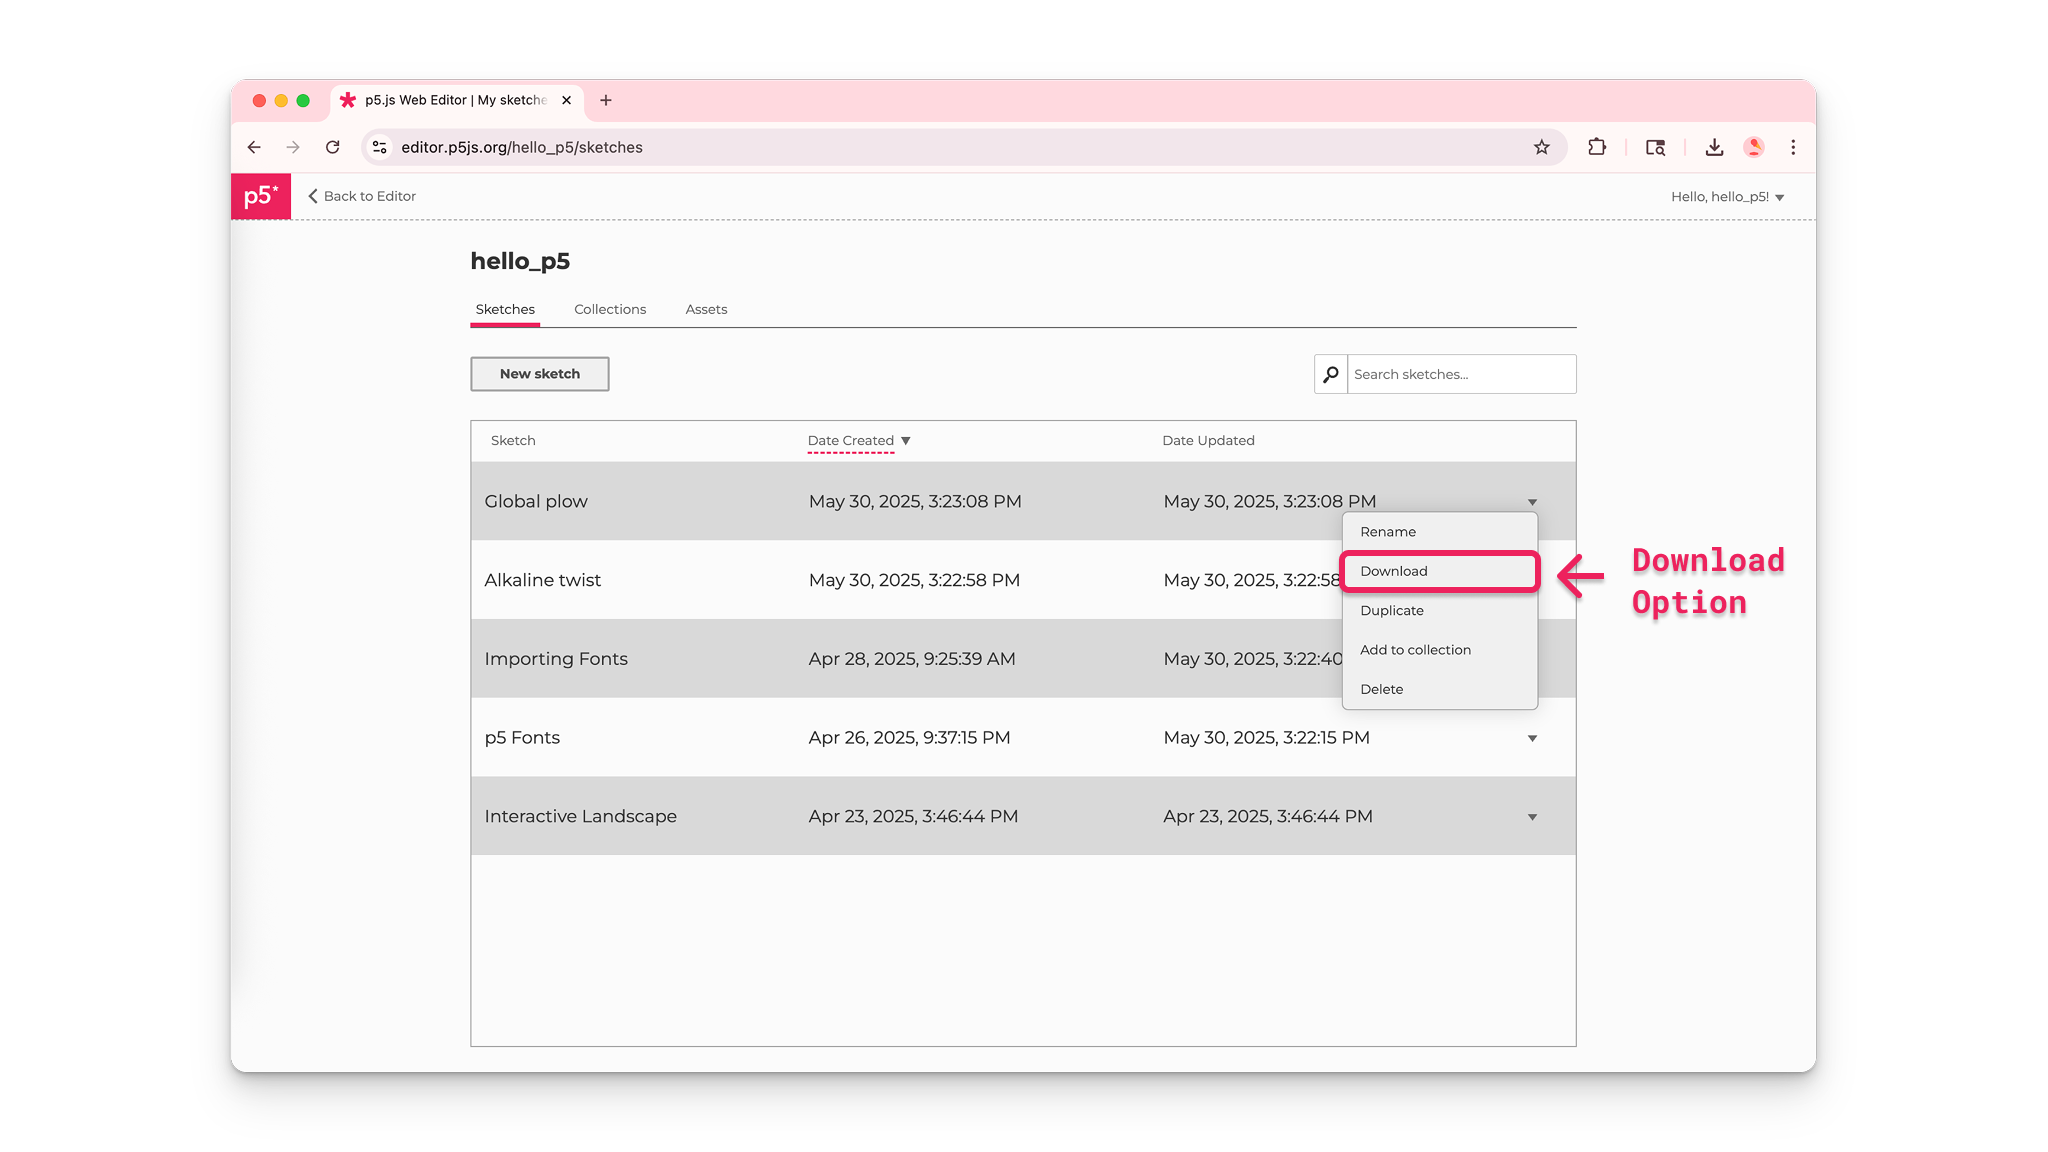 p5.js Web Editor | My sketche
editor.p5js.org/hello_p5/sketches
p5* Back to Editor Hello, hello_p5!
hello_p5
Sketches Collections Assets
New sketch Search sketches...
Sketch Date Created Date Updated
Global plow May 30, 2025, 3:23:08 PM May 30, 2025, 3:23:08 PM
Rename
Download
Duplicate
Add to collection
Delete
Download
Option
Alkaline twist May 30, 2025, 3:22:58 PM May 30, 2025, 3:22:58
Importing Fonts Apr 28, 2025, 9:25:39 AM May 30, 2025, 3:22:40
p5 Fonts Apr 26, 2025, 9:37:15 PM May 30, 2025, 3:22:15 PM
Interactive Landscape Apr 23, 2025, 3:46:44 PM Apr 23, 2025, 3:46:44 PM